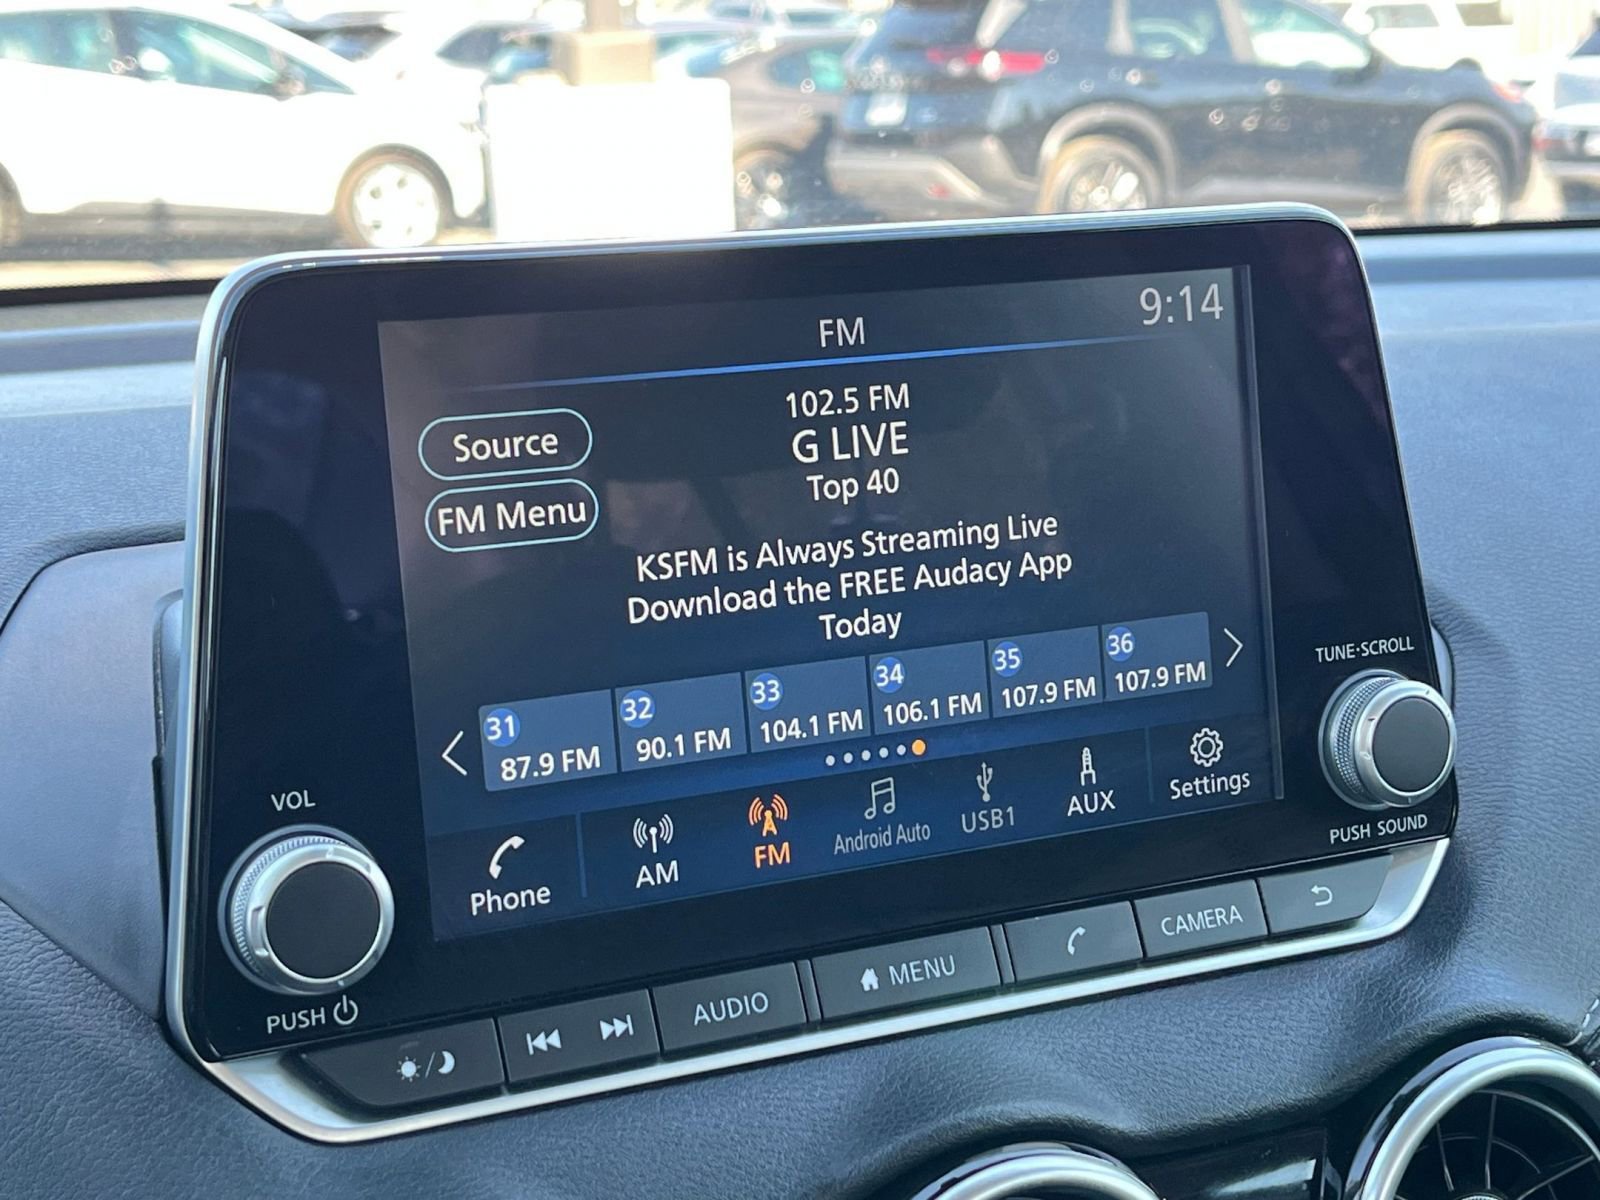 FM
9:14
Source
FM Menu
102.5 FM
G LIVE
Top 40
KSFM is Always Streaming Live
Download the FREE Audacy App
Today
31
87.9 FM
32
90.1 FM
33
104.1 FM
34
106.1 FM
35
107.9 FM
36
107.9 FM
Phone
AM
FM
Android Auto
USB1
AUX
Settings
VOL
PUSH
TUNE·SCROLL
PUSH SOUND
AUDIO
MENU
CAMERA